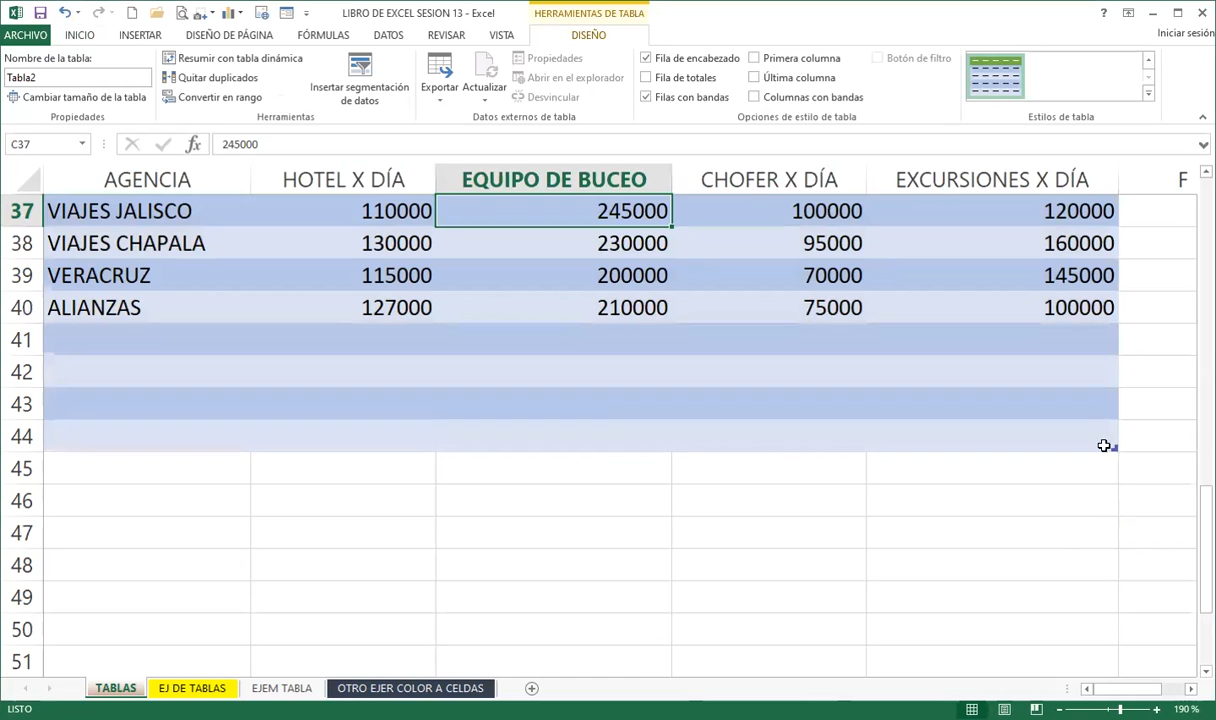 LIBRO DE EXCEL SESION 13 - Excel
HERRAMIENTAS DE TABLA
?
ARCHIVO INICIO INSERTAR DISEÑO DE PÁGINA FÓRMULAS DATOS REVISAR VISTA DISEÑO Iniciar sesión
Nombre de la tabla:
Tabla2
Cambiar tamaño de la tabla
Propiedades
Resumir con tabla dinámica
Quitar duplicados
Convertir en rango
Insertar segmentación
de datos
Herramientas
Exportar Actualizar
Propiedades
Abrir en el explorador
Desvincular
Datos externos de tabla
Fila de encabezado Primera columna Botón de filtro
Fila de totales Última columna
Filas con bandas Columnas con bandas
Opciones de estilo de tabla
Estilos de tabla
C37 fx 245000
AGENCIA HOTEL X DÍA EQUIPO DE BUCEO CHOFER X DÍA EXCURSIONES X DÍA F
37 VIAJES JALISCO 110000 245000 100000 120000
38 VIAJES CHAPALA 130000 230000 95000 160000
39 VERACRUZ 115000 200000 70000 145000
40 ALIANZAS 127000 210000 75000 100000
41
42
43
44
45
46
47
48
49
50
51
TABLAS EJ DE TABLAS EJEM TABLA OTRO EJER COLOR A CELDAS
LISTO 190 %